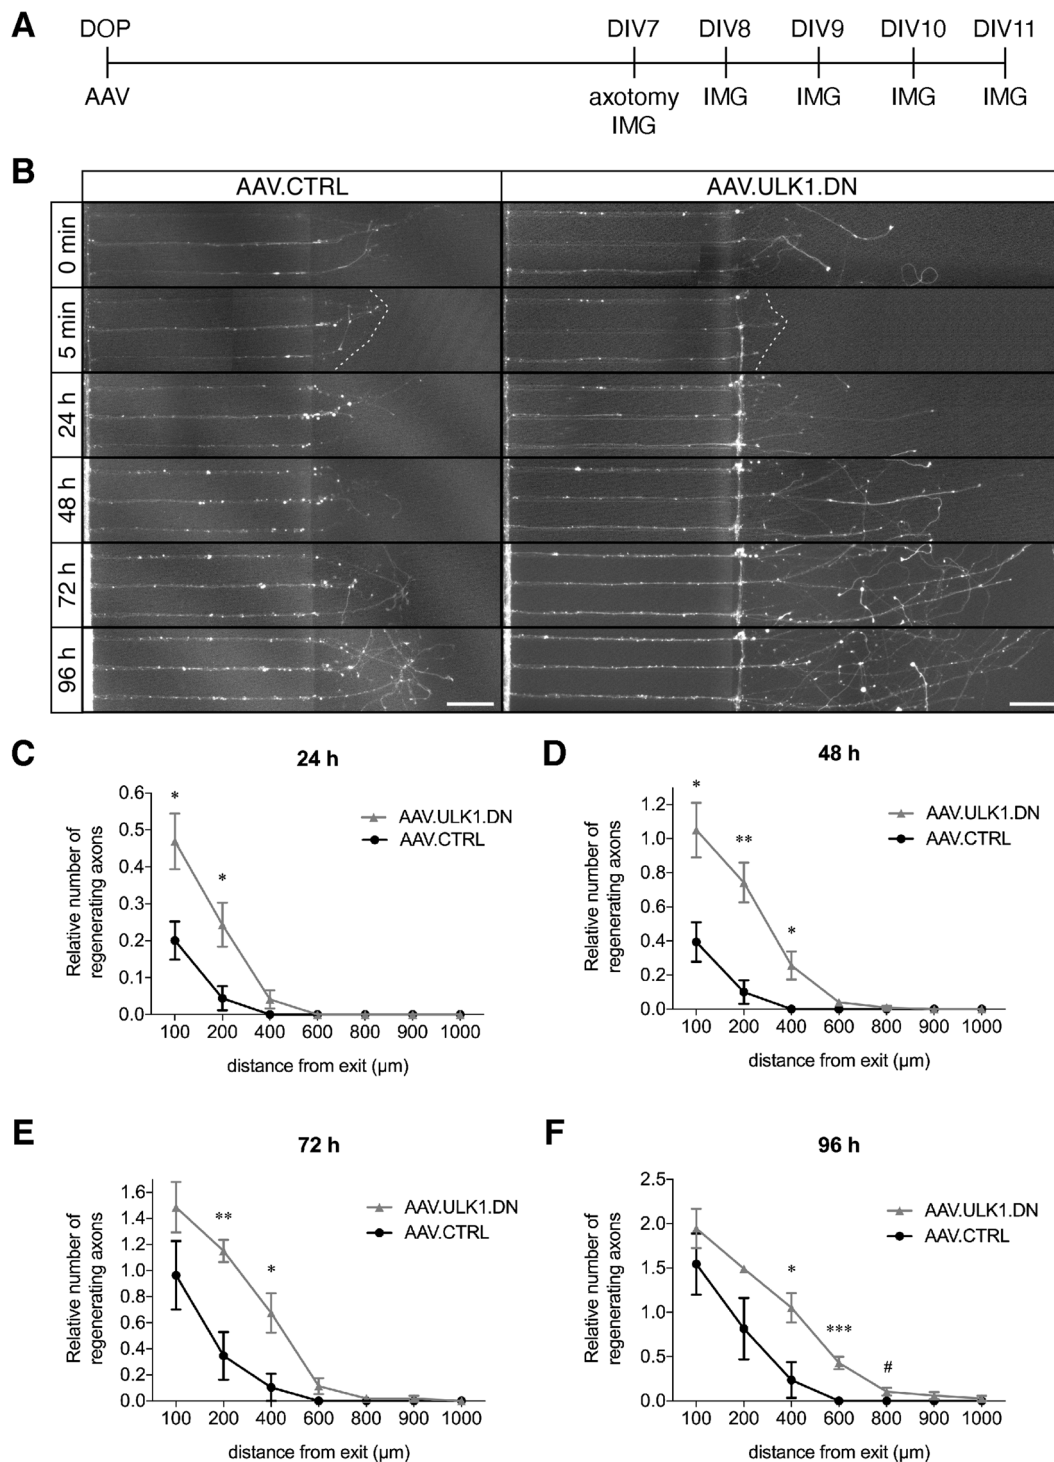 A
DOP
DIV7
DIV8
DIV9
DIV10
DIV11
AAV
axotomy
IMG
IMG
IMG
IMG
IMG
B
AAV.CTRL
AAV.ULK1.DN
0 min
5 min
24 h
48 h
72 h
96 h
C
24 h
Relative number of
regenerating axons
0.6
0.5
0.3
0.2
0.1
0.0
*
*
AAV.ULK1.DN
AAV.CTRL
100 200 400 600 800 900 1000
distance from exit (µm)
D
48 h
Relative number of
regenerating axons
1.2
1.0
0.8
0.6
0.4
0.2
0.0
*
**
*
AAV.ULK1.DN
AAV.CTRL
100 200 400 600 800 900 1000
distance from exit (µm)
E
72 h
Relative number of
regenerating axons
1.6
1.4
1.2
1.0
0.8
0.6
0.4
0.2
0.0
**
*
AAV.ULK1.DN
AAV.CTRL
100 200 400 600 800 900 1000
distance from exit (µm)
F
96 h
Relative number of
regenerating axons
2.5
2.0
1.5
1.0
0.5
0.0
*
***
#
AAV.ULK1.DN
AAV.CTRL
100 200 400 600 800 900 1000
distance from exit (µm)